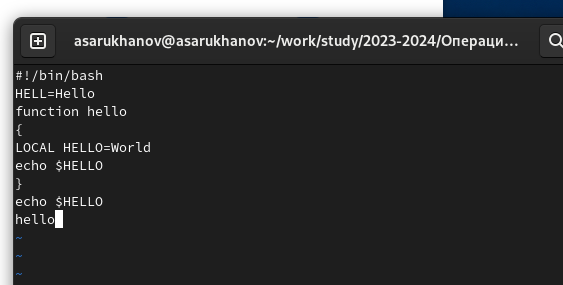 asarukhanov@asarukhanov:~/work/study/2023-2024/Операци...
#!/bin/bash
HELL=Hello
function hello
{
LOCAL HELLO=World
echo $HELLO
}
echo $HELLO
hello
~
~
~